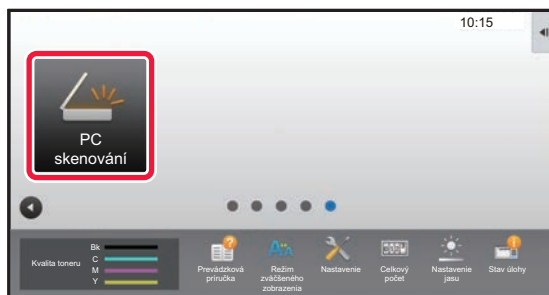 10:15
PC
skenování
Kvalita toneru
Bk
C
M
Y
Prevádzková
príručka
Režim
zväčšeného
zobrazenia
Nastavenie
Celkový
počet
Nastavenie
jasu
Stav úlohy